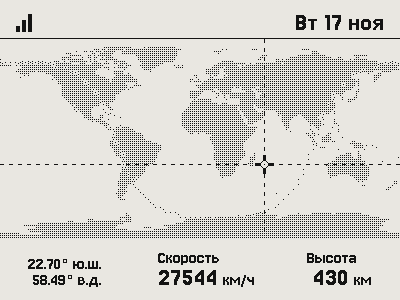 Вт 17 ноя
22.70° ю.ш.
58.49° в.д.
Скорость
27544 км/ч
Высота
430 км